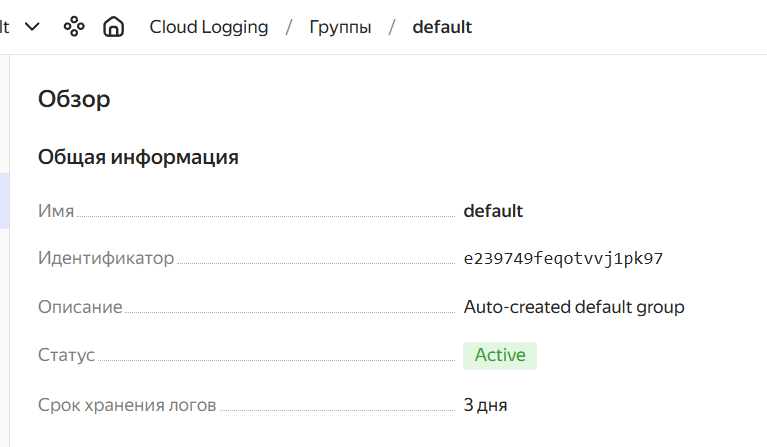 lt Cloud Logging / Группы / default
Обзор
Общая информация
Имя default
Идентификатор e239749feqotvvj1pk97
Описание Auto-created default group
Статус Active
Срок хранения логов 3 дня